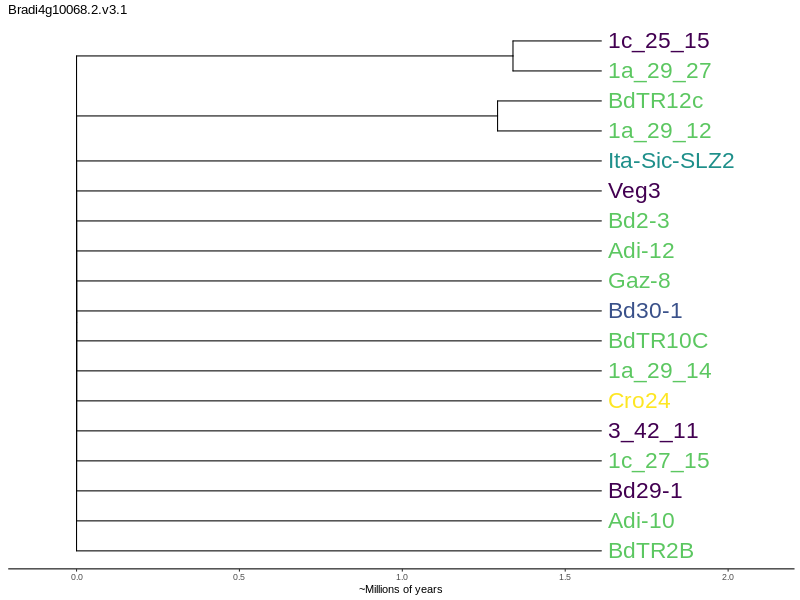 Bradi4g10068.2.v3.1
1c_25_15
1a_29_27
BdTR12c
1a_29_12
Ita-Sic-SLZ2
Veg3
Bd2-3
Adi-12
Gaz-8
Bd30-1
BdTR10C
1a_29_14
Cro24
3_42_11
1c_27_15
Bd29-1
Adi-10
BdTR2B
0.0 0.5 1.0 1.5 2.0
~Millions of years